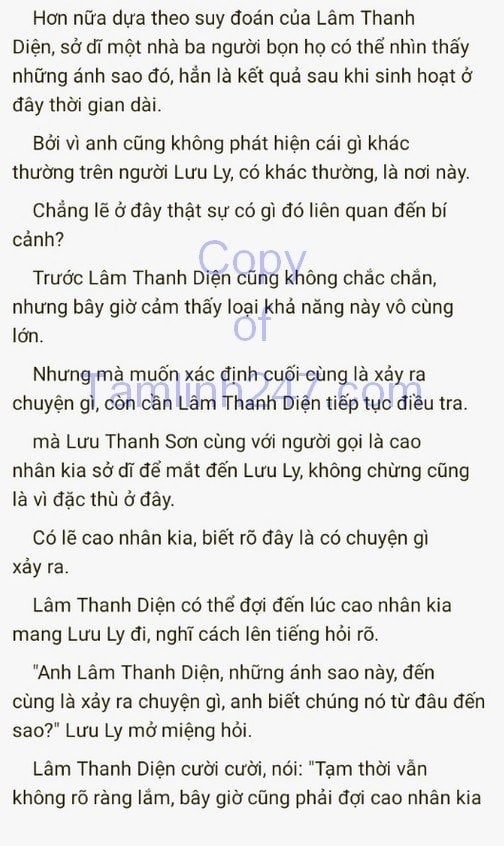 Hơn nữa dựa theo suy đoán của Lâm Thanh
Diện, sở dĩ một nhà ba người bọn họ có thể nhìn thấy
những ánh sao đó, hẳn là kết quả sau khi sinh hoạt ở
đây thời gian dài.
Bởi vì anh cũng không phát hiện cái gì khác
thường trên người Lưu Ly, có khác thường, là nơi này.
Chẳng lẽ ở đây thật sự có gì đó liên quan đến bí
cảnh?
Copy
Trước Lâm Thanh Diện cũng không chắc chắn,
nhưng bây giờ cảm thấy loại khả năng này vô cùng
of
lớn.
Nhưng mà muốn xác định cuối cùng là xảy ra
Tamlinh247.com
chuyện gì, còn cần Lâm Thanh Diện tiếp tục điều tra.
mà Lưu Thanh Sơn cùng với người gọi là cao
nhân kia sở dĩ để mắt đến Lưu Ly, không chừng cũng
là vì đặc thù ở đây.
Có lẽ cao nhân kia, biết rõ đây là có chuyện gì
xảy ra.
Lâm Thanh Diện có thể đợi đến lúc cao nhân kia
mang Lưu Ly đi, nghĩ cách lên tiếng hỏi rõ.
"Anh Lâm Thanh Diện, những ánh sao này, đến
cùng là xảy ra chuyện gì, anh biết chúng nó từ đâu đến
sao?" Lưu Ly mở miệng hỏi.
Lâm Thanh Diện cười cười, nói: "Tạm thời vẫn
không rõ ràng lắm, bây giờ cũng phải đợi cao nhân kia